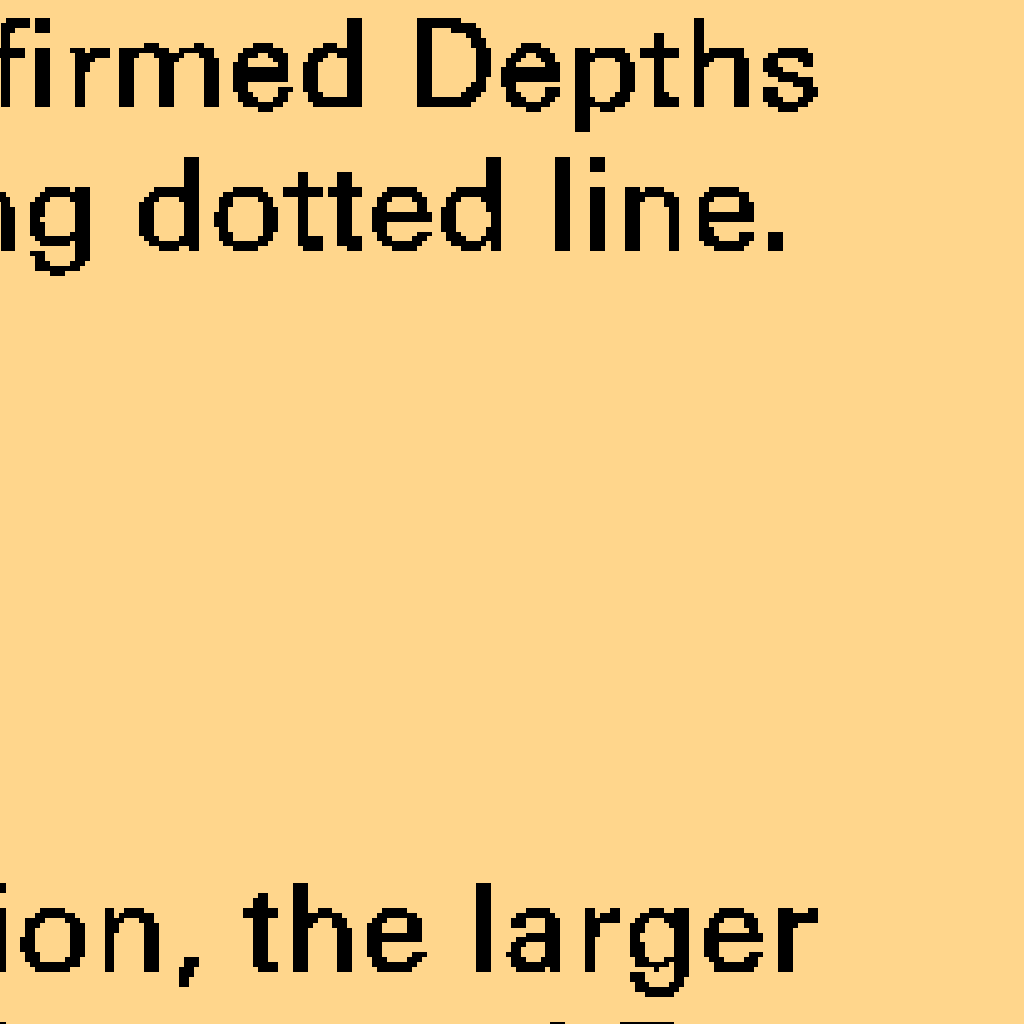 firmed Depths
ng dotted line.
ion, the larger